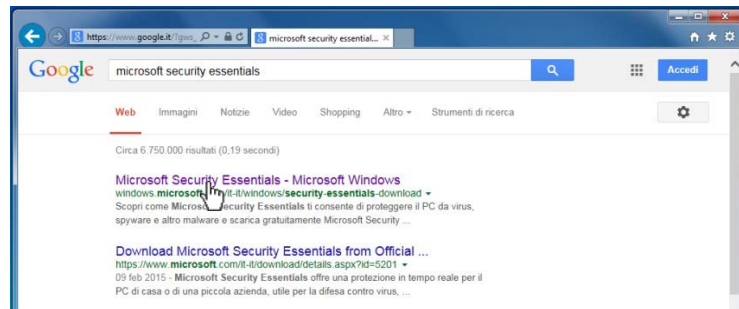 https://www.google.it/?gws_
microsoft security essential...
Google
microsoft security essentials
Accedi
Web Immagini Notizie Video Shopping Altro Strumenti di ricerca
Circa 6.750.000 risultati (0,19 secondi)
Microsoft Security Essentials - Microsoft Windows
windows.microsoft. /it-it/windows/security-essentials-download
Scopri come Microsoft Security Essentials ti consente di proteggere il PC da virus,
spyware e altro malware e scarica gratuitamente Microsoft Security ...
Download Microsoft Security Essentials from Official ...
https://www.microsoft.com/it-it/download/details.aspx?id=5201
09 feb 2015 - Microsoft Security Essentials offre una protezione in tempo reale per il
PC di casa o di una piccola azienda, utile per la difesa contro virus, ...